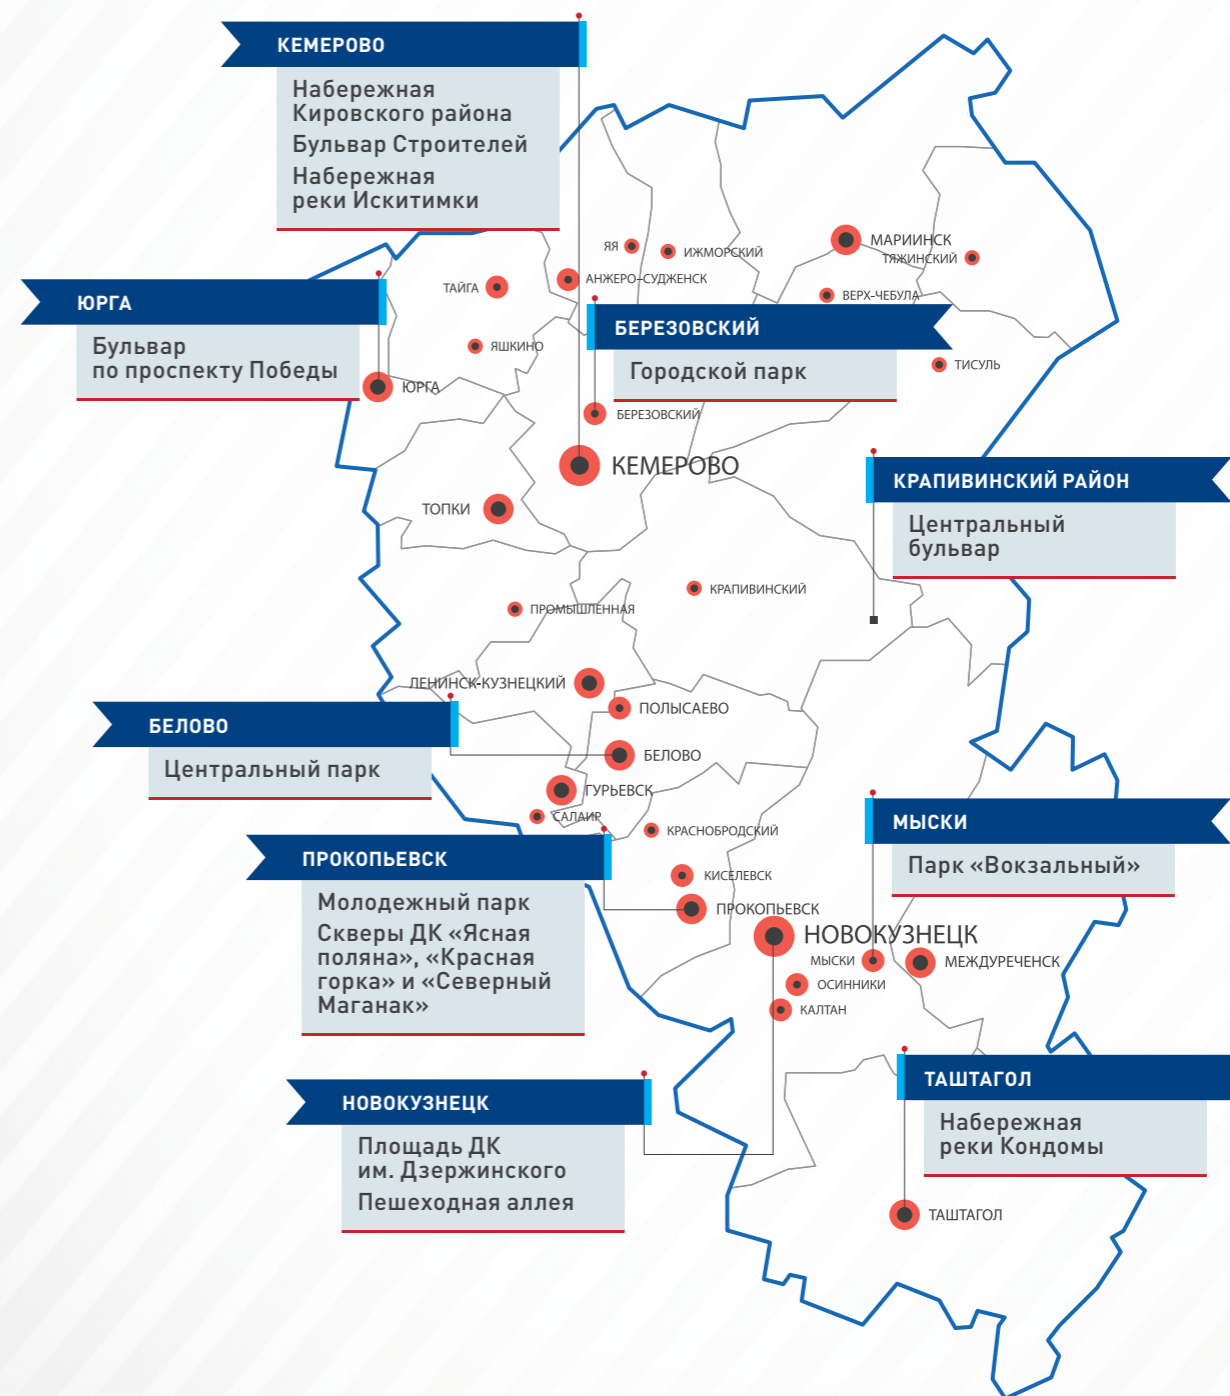 КЕМЕРОВО
Набережная
Кировского района
Бульвар Строителей
Набережная
реки Искитимки
ЯЯ
ИЖМОРСКИЙ
МАРИИНСК
ТЯЖИНСКИЙ
ТАЙГА
АНЖЕРО-СУДЖЕНСК
ВЕРХ-ЧЕБУЛА
ЮРГА
Бульвар
по проспекту Победы
ЯШКИНО
ЮРГА
БЕРЕЗОВСКИЙ
Городской парк
ТИСУЛЬ
БЕРЕЗОВСКИЙ
КЕМЕРОВО
ТОПКИ
КРАПИВИНСКИЙ РАЙОН
Центральный
бульвар
КРАПИВИНСКИЙ
ПРОМЫШЛЕННАЯ
ЛЕНИНСК-КУЗНЕЦКИЙ
ПОЛЫСАЕВО
БЕЛОВО
Центральный парк
БЕЛОВО
ГУРЬЕВСК
САЛАИР
КРАСНОБРОДСКИЙ
МЫСКИ
Парк «Вокзальный»
ПРОКОПЬЕВСК
Молодежный парк
Скверы ДК «Ясная
поляна», «Красная
горка» и «Северный
Маганак»
КИСЕЛЕВСК
ПРОКОПЬЕВСК
НОВОКУЗНЕЦК
МЫСКИ
МЕЖДУРЕЧЕНСК
ОСИННИКИ
КАЛТАН
НОВОКУЗНЕЦК
Площадь ДК
им. Дзержинского
Пешеходная аллея
ТАШТАГОЛ
Набережная
реки Кондомы
ТАШТАГОЛ